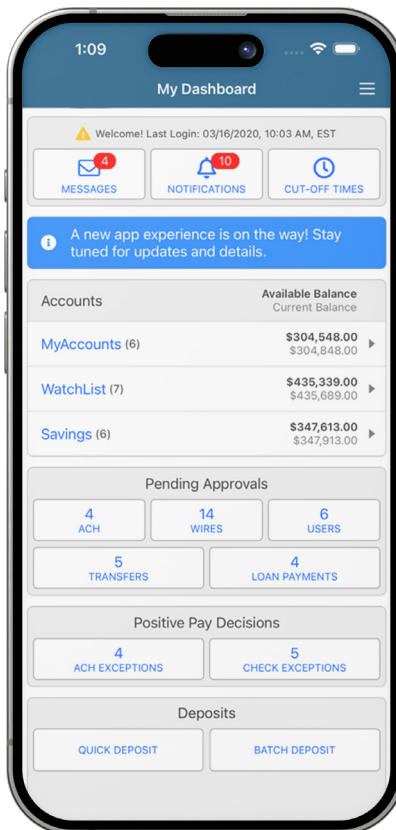 1:09
My Dashboard
Welcome! Last Login: 03/16/2020, 10:03 AM, EST
4
10
MESSAGES
NOTIFICATIONS
CUT-OFF TIMES
A new app experience is on the way! Stay
tuned for updates and details.
Accounts
Available Balance
Current Balance
MyAccounts (6)
$304,548.00
$304,848.00
WatchList (7)
$435,339.00
$435,689.00
Savings (6)
$347,613.00
$347,913.00
Pending Approvals
4
ACH
14
WIRES
6
USERS
5
TRANSFERS
4
LOAN PAYMENTS
Positive Pay Decisions
4
ACH EXCEPTIONS
5
CHECK EXCEPTIONS
Deposits
QUICK DEPOSIT
BATCH DEPOSIT